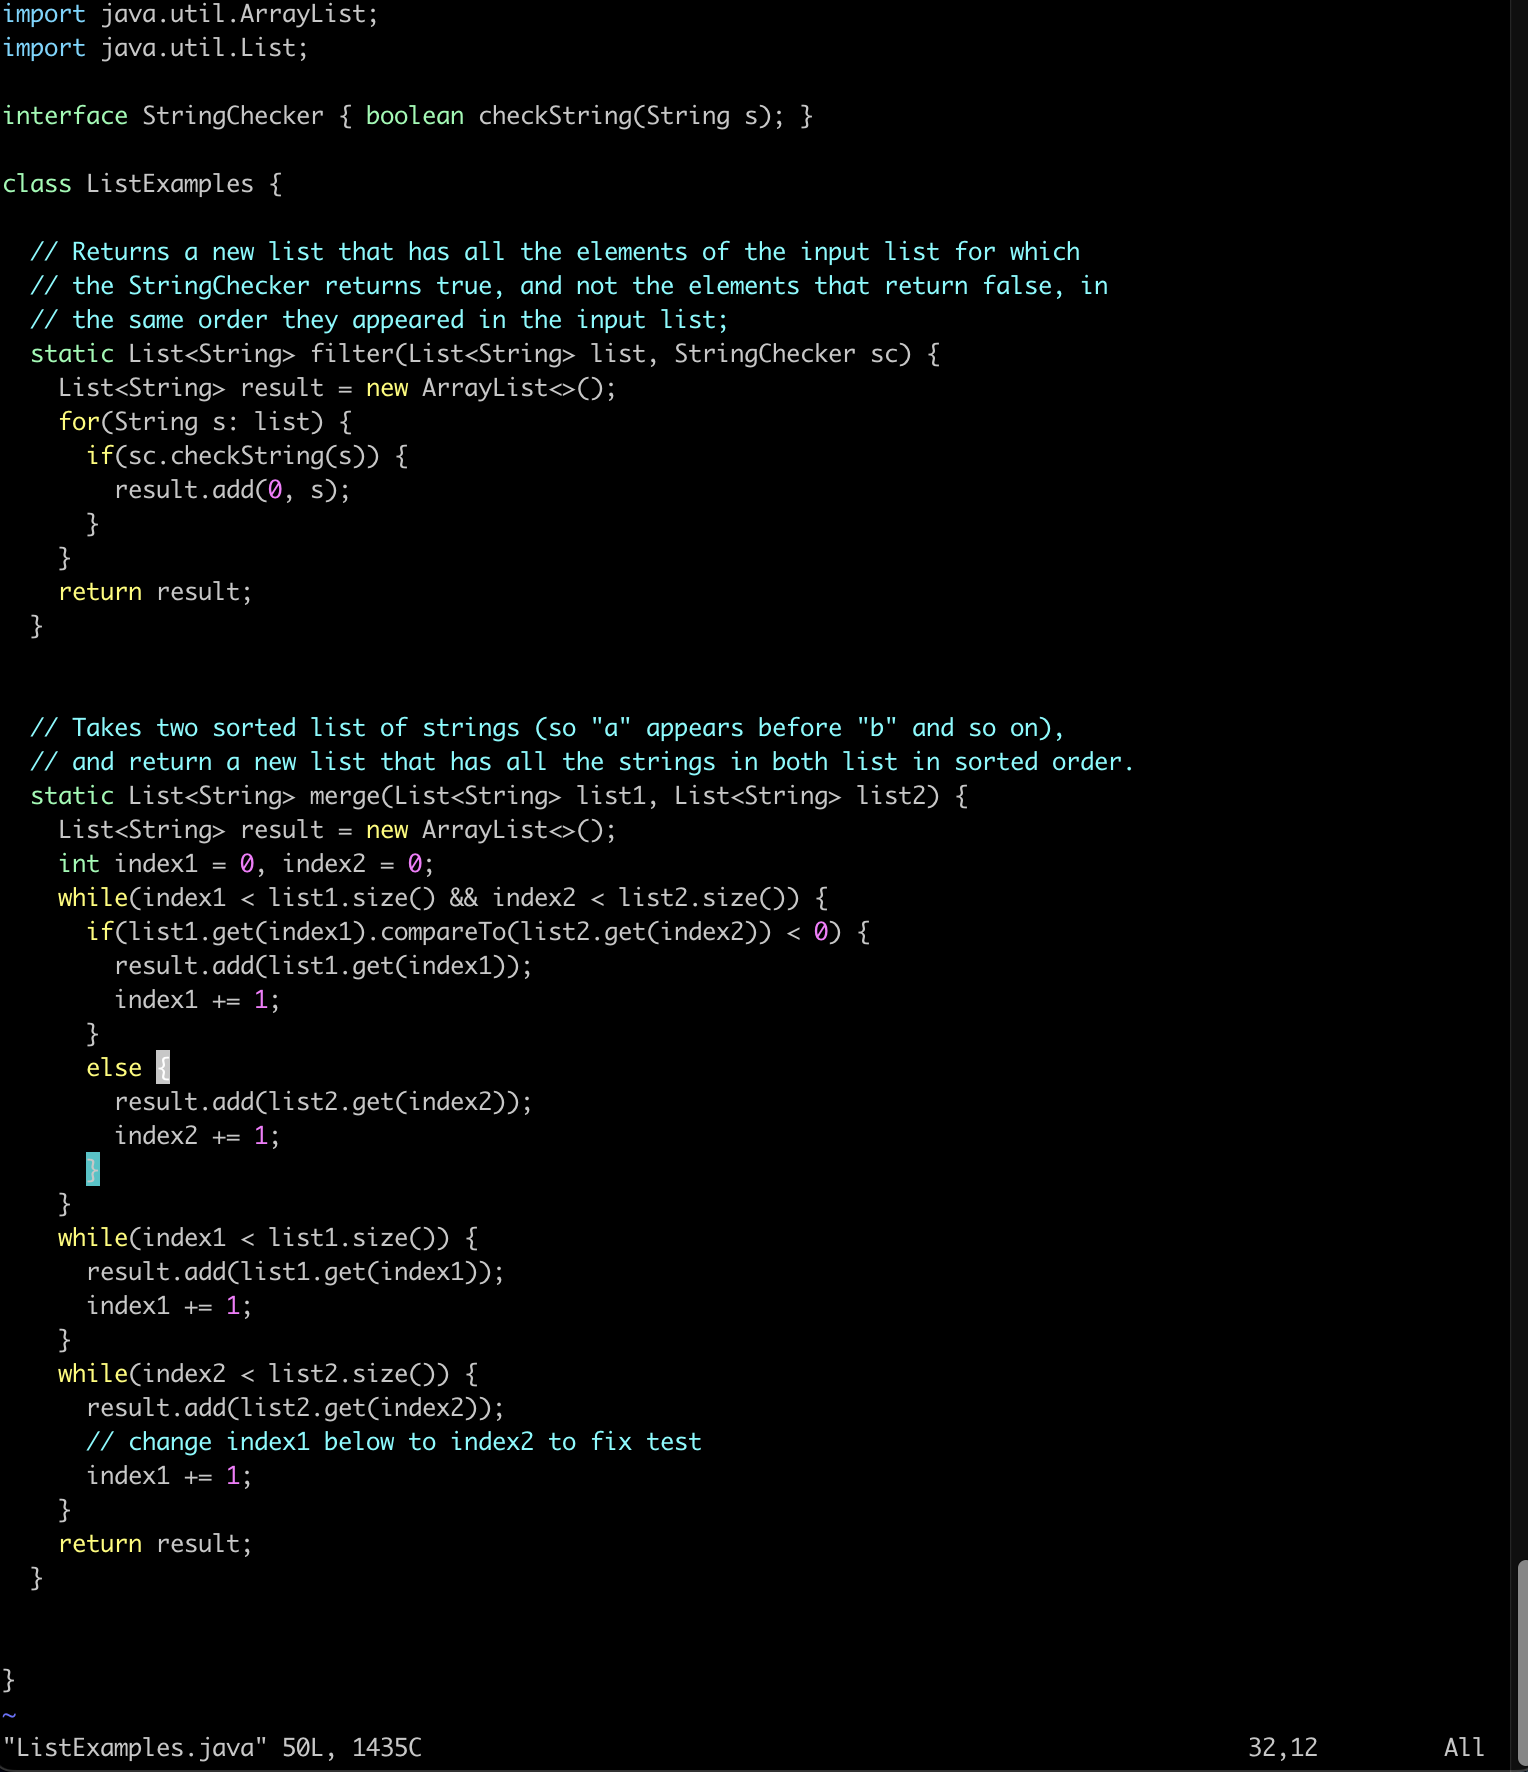 import java.util.ArrayList;
import java.util.List;

interface StringChecker { boolean checkString(String s); }

class ListExamples {

  // Returns a new list that has all the elements of the input list for which
  // the StringChecker returns true, and not the elements that return false, in
  // the same order they appeared in the input list;
  static List<String> filter(List<String> list, StringChecker sc) {
    List<String> result = new ArrayList<>();
    for(String s: list) {
      if(sc.checkString(s)) {
        result.add(0, s);
      }
    }
    return result;
  }


  // Takes two sorted list of strings (so "a" appears before "b" and so on),
  // and return a new list that has all the strings in both list in sorted order.
  static List<String> merge(List<String> list1, List<String> list2) {
    List<String> result = new ArrayList<>();
    int index1 = 0, index2 = 0;
    while(index1 < list1.size() && index2 < list2.size()) {
      if(list1.get(index1).compareTo(list2.get(index2)) < 0) {
        result.add(list1.get(index1));
        index1 += 1;
      }
      else {
        result.add(list2.get(index2));
        index2 += 1;
      }
    }
    while(index1 < list1.size()) {
      result.add(list1.get(index1));
      index1 += 1;
    }
    while(index2 < list2.size()) {
      result.add(list2.get(index2));
      // change index1 below to index2 to fix test
      index1 += 1;
    }
    return result;
  }


}
~
"ListExamples.java" 50L, 1435C 32,12 All